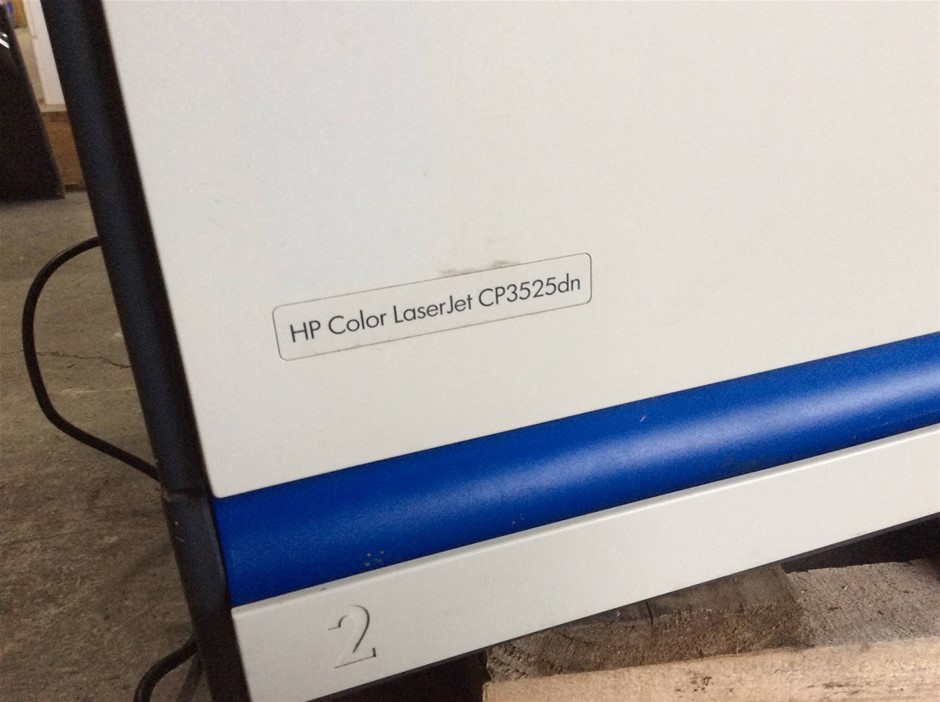 HP Color LaserJet CP3525dn
2